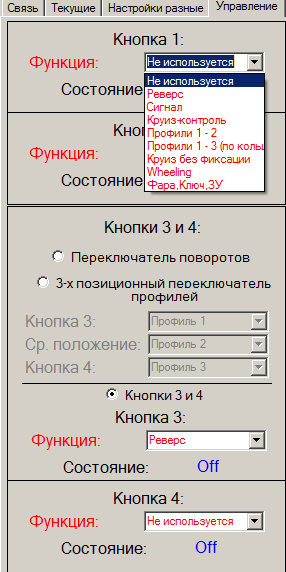 Связь Текущие Настройки разные Управление
Кнопка 1:
Функция: Не используется
Состояние
Не используется
Реверс
Сигнал
Круиз-контроль
Профили 1 - 2
Профили 1 - 3 (по
Круиз без фиксации
Wheeling
Фара,Ключ,ЗУ
Функция:
Состояние
Кнопки 3 и 4:
Переключатель поворотов
3-х позиционный переключатель
профилей
Кнопка 3: Профиль 1
Ср. положение: Профиль 2
Кнопка 4: Профиль 3
Кнопки 3 и 4
Кнопка 3:
Функция: Реверс
Состояние: Off
Кнопка 4:
Функция: Не используется
Состояние: Off